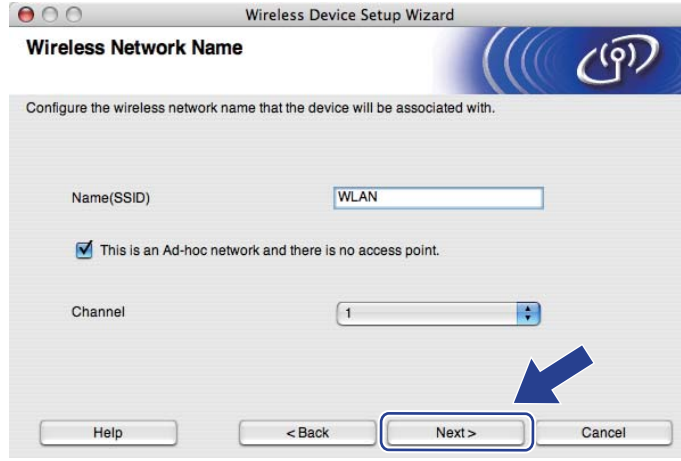 Wireless Device Setup Wizard
Wireless Network Name
Configure the wireless network name that the device will be associated with.
Name(SSID) WLAN
This is an Ad-hoc network and there is no access point.
Channel 1
Help < Back Next > Cancel